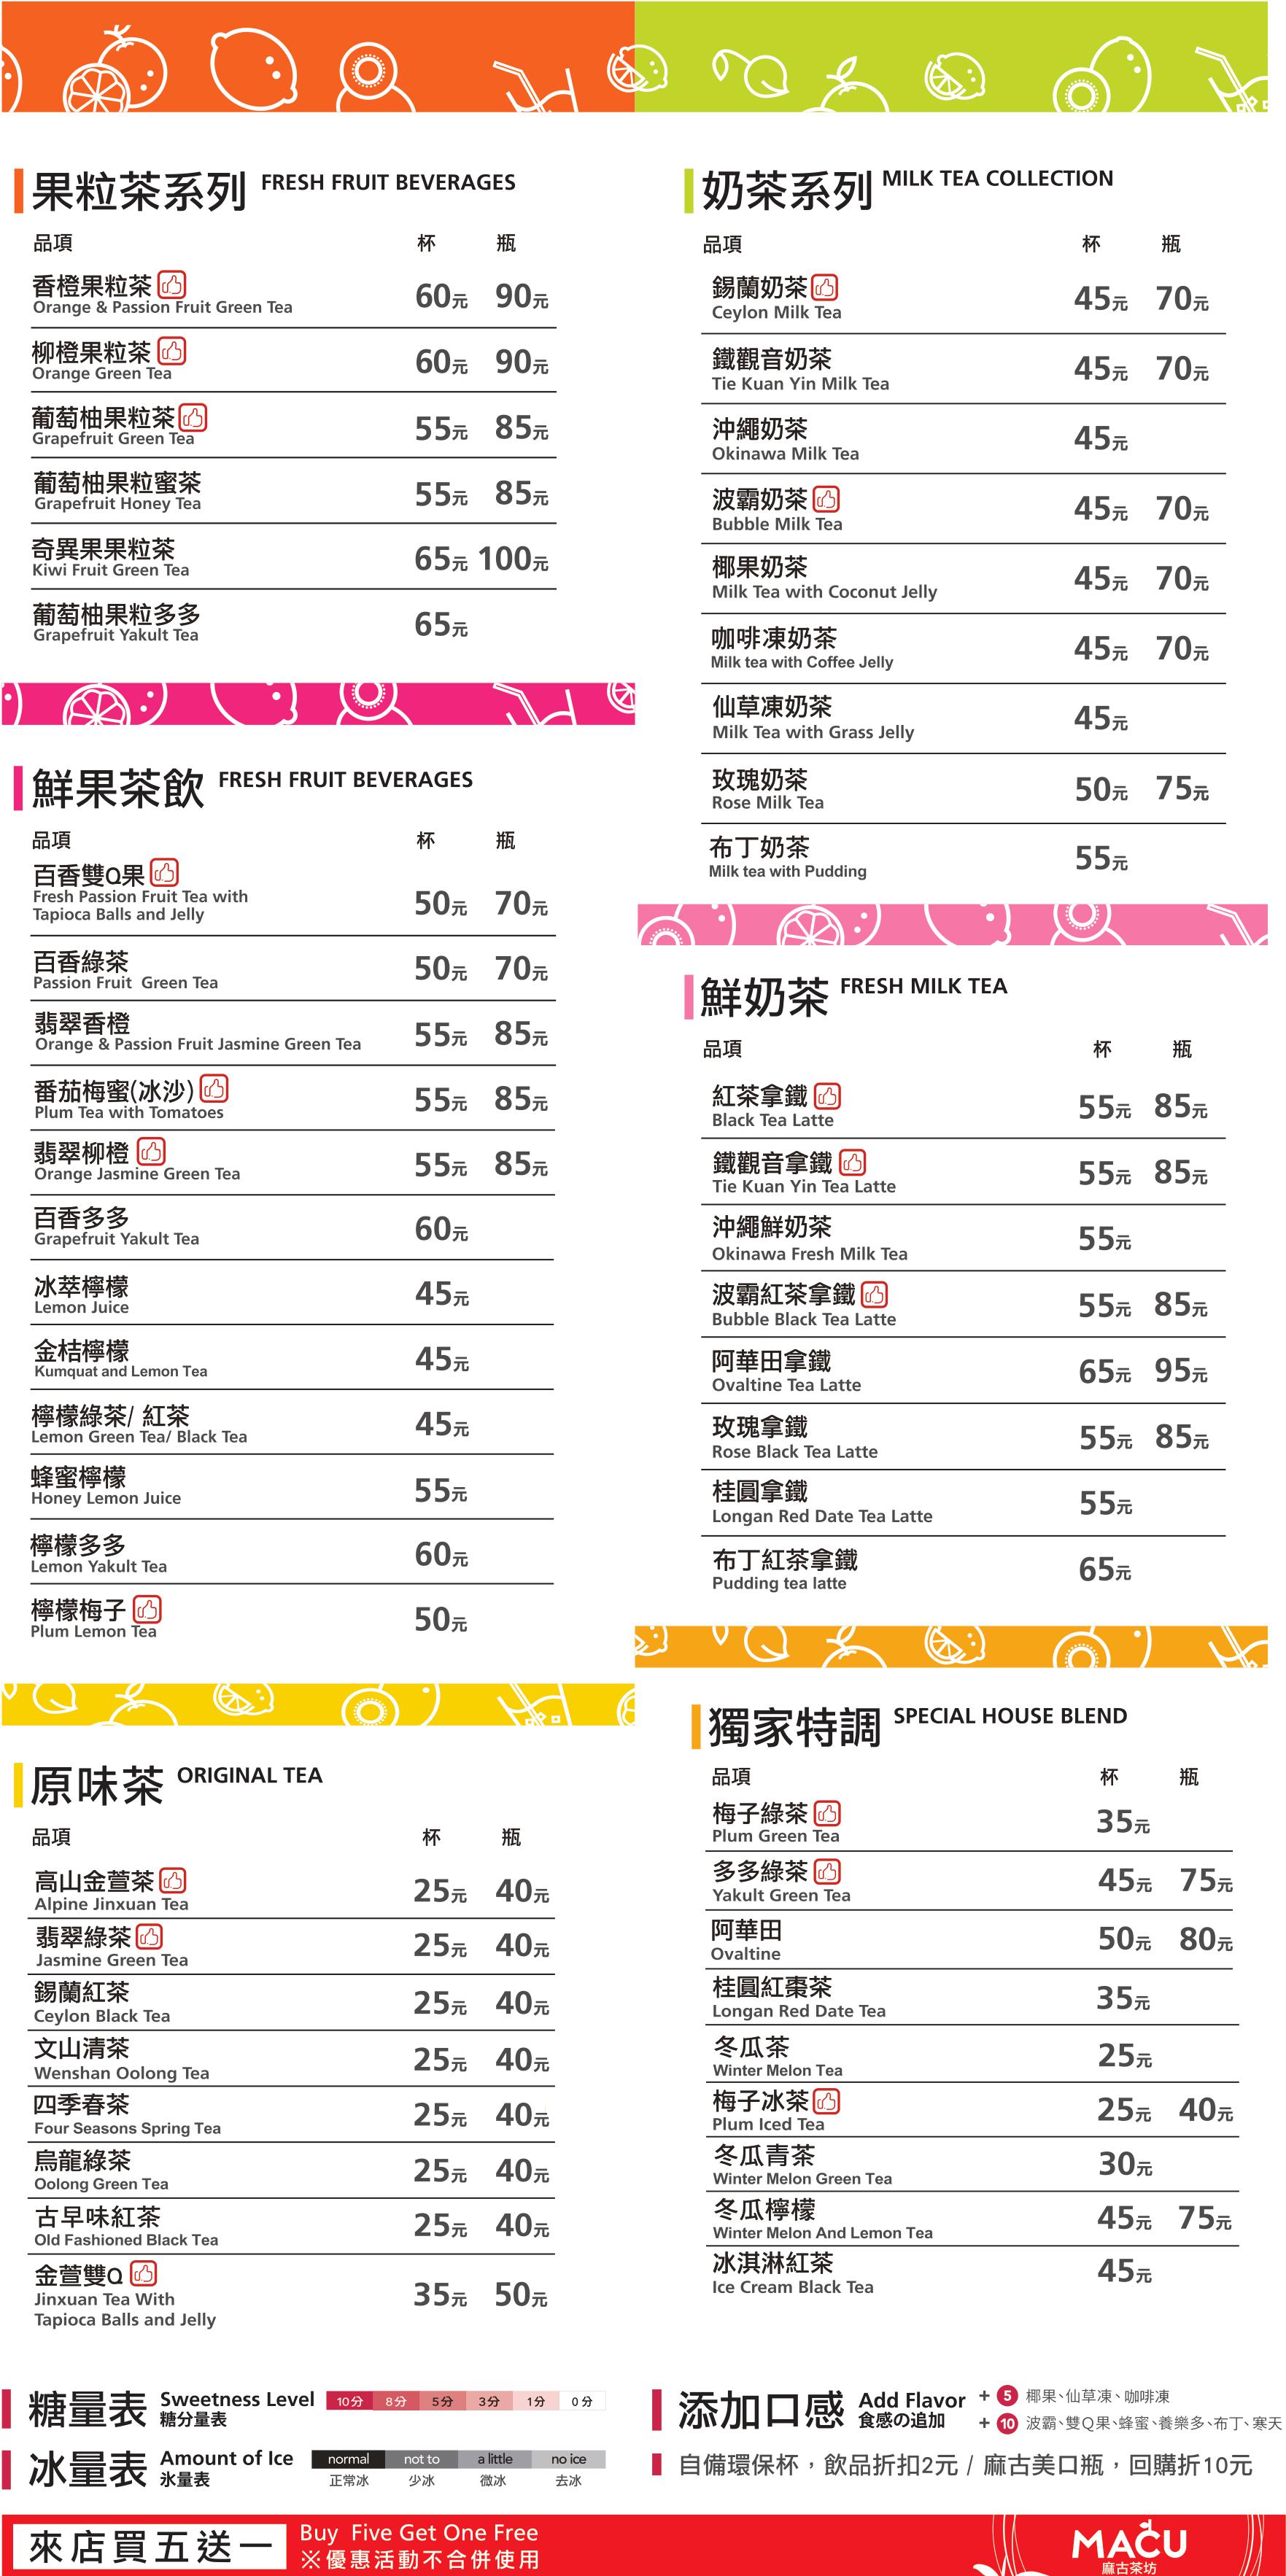 果粒茶系列 FRESH FRUIT BEVERAGES
品項 杯 瓶
香橙果粒茶
Orange & Passion Fruit Green Tea
60元 90元
柳橙果粒茶
Orange Green Tea
60元 90元
葡萄柚果粒茶
Grapefruit Green Tea
55元 85元
葡萄柚果粒蜜茶
Grapefruit Honey Tea
55元 85元
奇異果果粒茶
Kiwi Fruit Green Tea
65元 100元
葡萄柚果粒多多
Grapefruit Yakult Tea
65元
鮮果茶飲 FRESH FRUIT BEVERAGES
品項 杯 瓶
百香雙Q果
Fresh Passion Fruit Tea with
Tapioca Balls and Jelly
50元 70元
百香綠茶
Passion Fruit Green Tea
50元 70元
翡翠香橙
Orange & Passion Fruit Jasmine Green Tea
55元 85元
番茄梅蜜(冰沙)
Plum Tea with Tomatoes
55元 85元
翡翠柳橙
Orange Jasmine Green Tea
55元 85元
百香多多
Grapefruit Yakult Tea
60元
冰萃檸檬
Lemon Juice
45元
金桔檸檬
Kumquat and Lemon Tea
45元
檸檬綠茶/ 紅茶
Lemon Green Tea/ Black Tea
45元
蜂蜜檸檬
Honey Lemon Juice
55元
檸檬多多
Lemon Yakult Tea
60元
檸檬梅子
Plum Lemon Tea
50元
原味茶 ORIGINAL TEA
品項 杯 瓶
高山金萱茶
Alpine Jinxuan Tea
25元 40元
翡翠綠茶
Jasmine Green Tea
25元 40元
錫蘭紅茶
Ceylon Black Tea
25元 40元
文山清茶
Wenshan Oolong Tea
25元 40元
四季春茶
Four Seasons Spring Tea
25元 40元
烏龍綠茶
Oolong Green Tea
25元 40元
古早味紅茶
Old Fashioned Black Tea
25元 40元
金萱雙Q
Jinxuan Tea With
Tapioca Balls and Jelly
35元 50元
奶茶系列 MILK TEA COLLECTION
品項 杯 瓶
錫蘭奶茶
Ceylon Milk Tea
45元 70元
鐵觀音奶茶
Tie Kuan Yin Milk Tea
45元 70元
沖繩奶茶
Okinawa Milk Tea
45元
波霸奶茶
Bubble Milk Tea
45元 70元
椰果奶茶
Milk Tea with Coconut Jelly
45元 70元
咖啡凍奶茶
Milk tea with Coffee Jelly
45元 70元
仙草凍奶茶
Milk Tea with Grass Jelly
45元
玫瑰奶茶
Rose Milk Tea
50元 75元
布丁奶茶
Milk tea with Pudding
55元
鮮奶茶 FRESH MILK TEA
品項 杯 瓶
紅茶拿鐵
Black Tea Latte
55元 85元
鐵觀音拿鐵
Tie Kuan Yin Tea Latte
55元 85元
沖繩鮮奶茶
Okinawa Fresh Milk Tea
55元
波霸紅茶拿鐵
Bubble Black Tea Latte
55元 85元
阿華田拿鐵
Ovaltine Tea Latte
65元 95元
玫瑰拿鐵
Rose Black Tea Latte
55元 85元
桂圓拿鐵
Longan Red Date Tea Latte
55元
布丁紅茶拿鐵
Pudding tea latte
65元
獨家特調 SPECIAL HOUSE BLEND
品項 杯 瓶
梅子綠茶
Plum Green Tea
35元
多多綠茶
Yakult Green Tea
45元 75元
阿華田
Ovaltine
50元 80元
桂圓紅棗茶
Longan Red Date Tea
35元
冬瓜茶
Winter Melon Tea
25元
梅子冰茶
Plum Iced Tea
25元 40元
冬瓜青茶
Winter Melon Green Tea
30元
冬瓜檸檬
Winter Melon And Lemon Tea
45元 75元
冰淇淋紅茶
Ice Cream Black Tea
45元
糖量表 Sweetness Level 10分 8分 5分 3分 1分 0分
糖分量表
冰量表 Amount of Ice normal not to a little no ice
氷量表 正常冰 少冰 微冰 去冰
添加口感 Add Flavor + 5 椰果、仙草凍、咖啡凍
食感の追加 + 10 波霸、雙Q果、蜂蜜、養樂多、布丁、寒天
自備環保杯，飲品折扣2元 / 麻古美口瓶，回購折10元
來店買五送一 Buy Five Get One Free
※優惠活動不合併使用
MACU
麻古茶坊